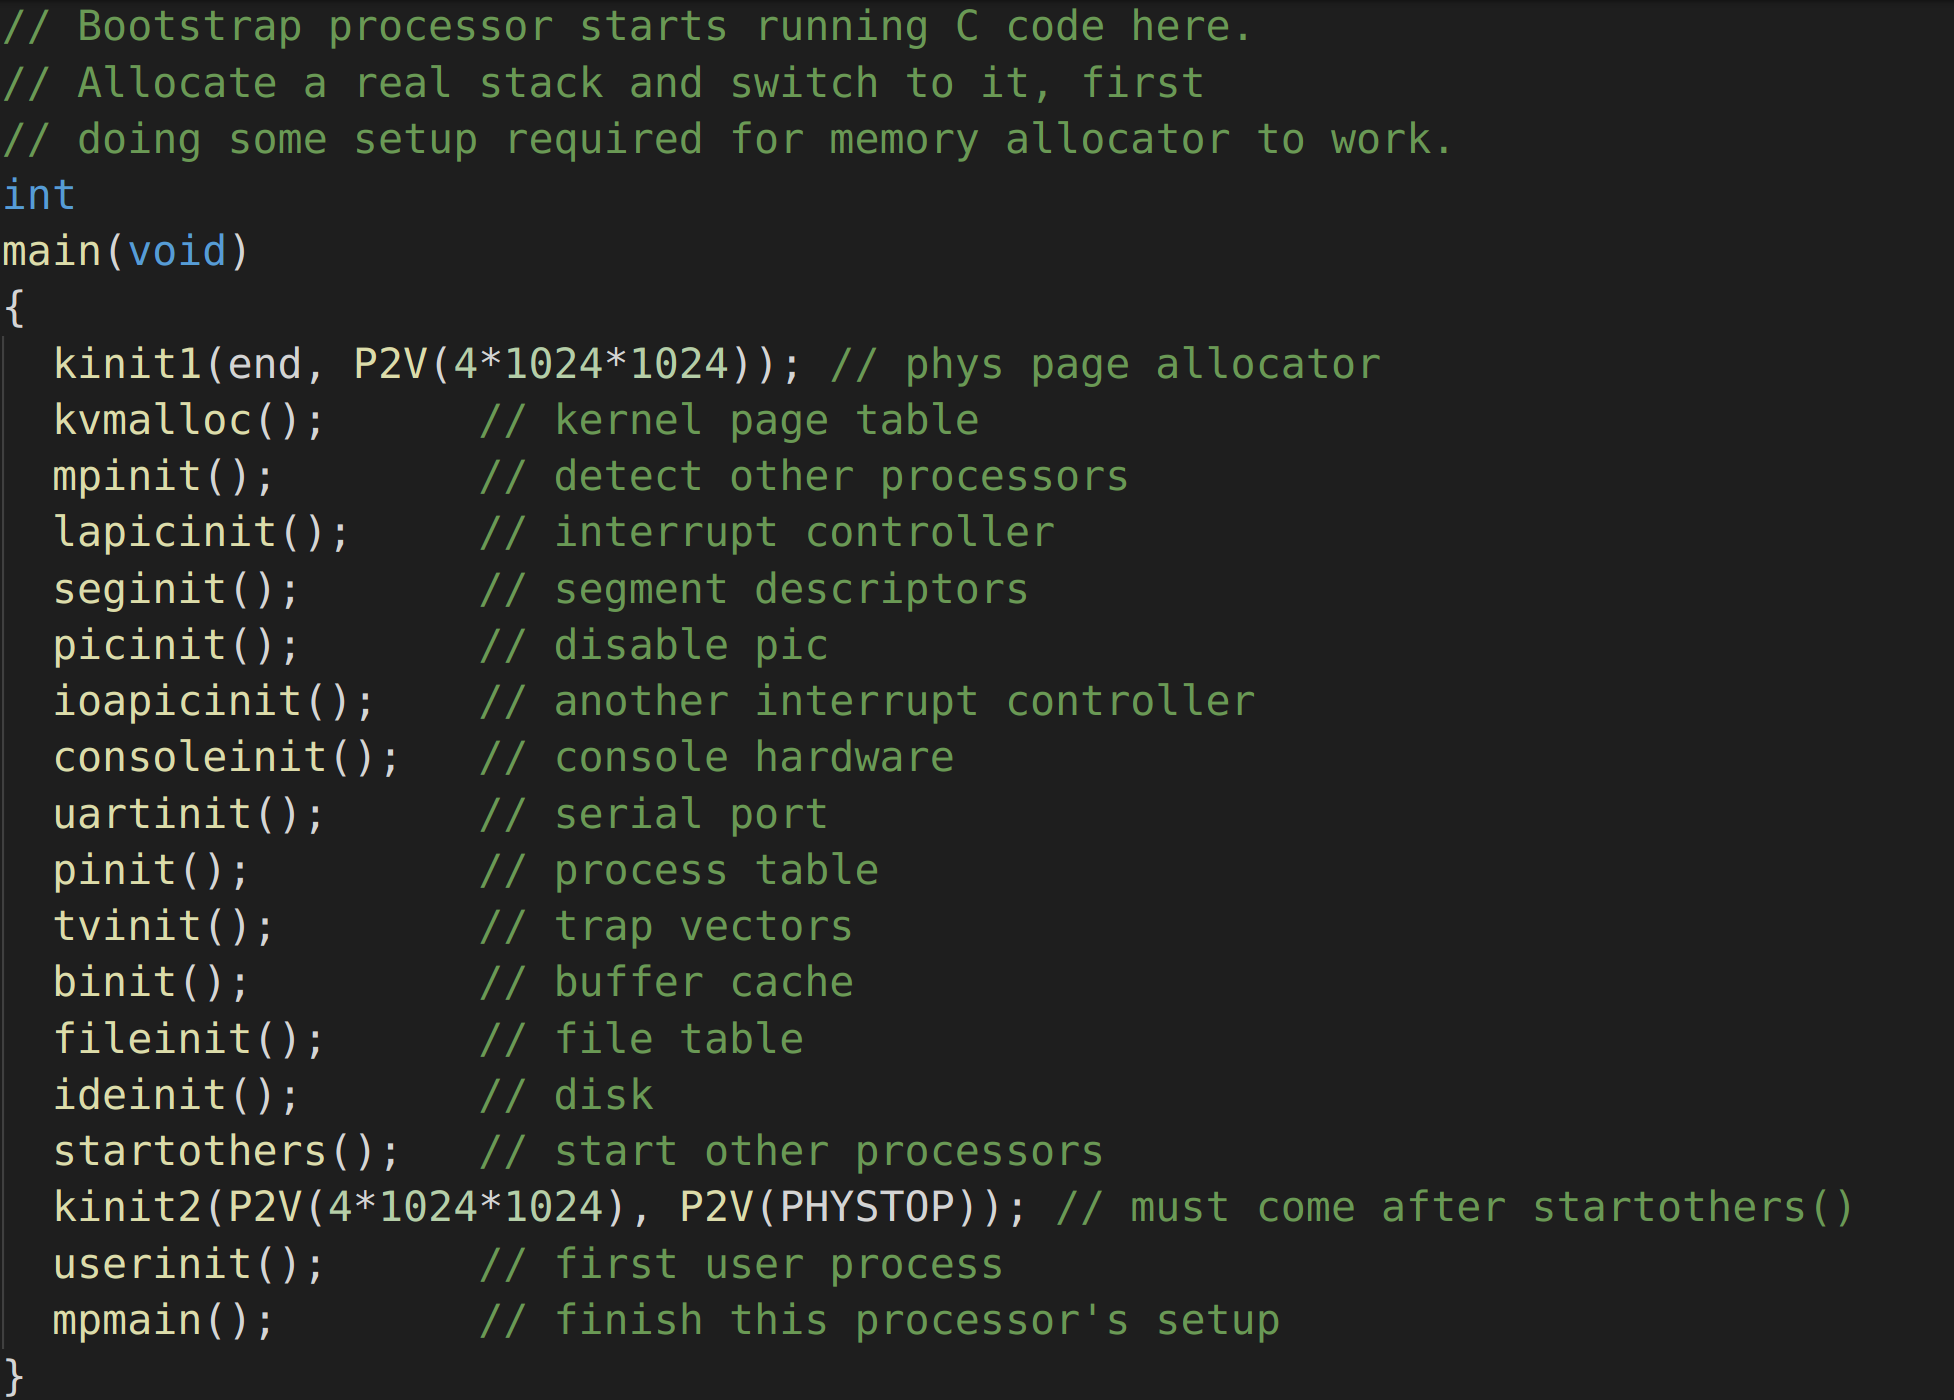 // Bootstrap processor starts running C code here.
// Allocate a real stack and switch to it, first
// doing some setup required for memory allocator to work.
int
main(void)
{
  kinit1(end, P2V(4*1024*1024)); // phys page allocator
  kvmalloc();      // kernel page table
  mpinit();        // detect other processors
  lapicinit();     // interrupt controller
  seginit();       // segment descriptors
  picinit();       // disable pic
  ioapicinit();    // another interrupt controller
  consoleinit();   // console hardware
  uartinit();      // serial port
  pinit();         // process table
  tvinit();        // trap vectors
  binit();         // buffer cache
  fileinit();      // file table
  ideinit();       // disk
  startothers();   // start other processors
  kinit2(P2V(4*1024*1024), P2V(PHYSTOP)); // must come after startothers()
  userinit();      // first user process
  mpmain();        // finish this processor's setup
}